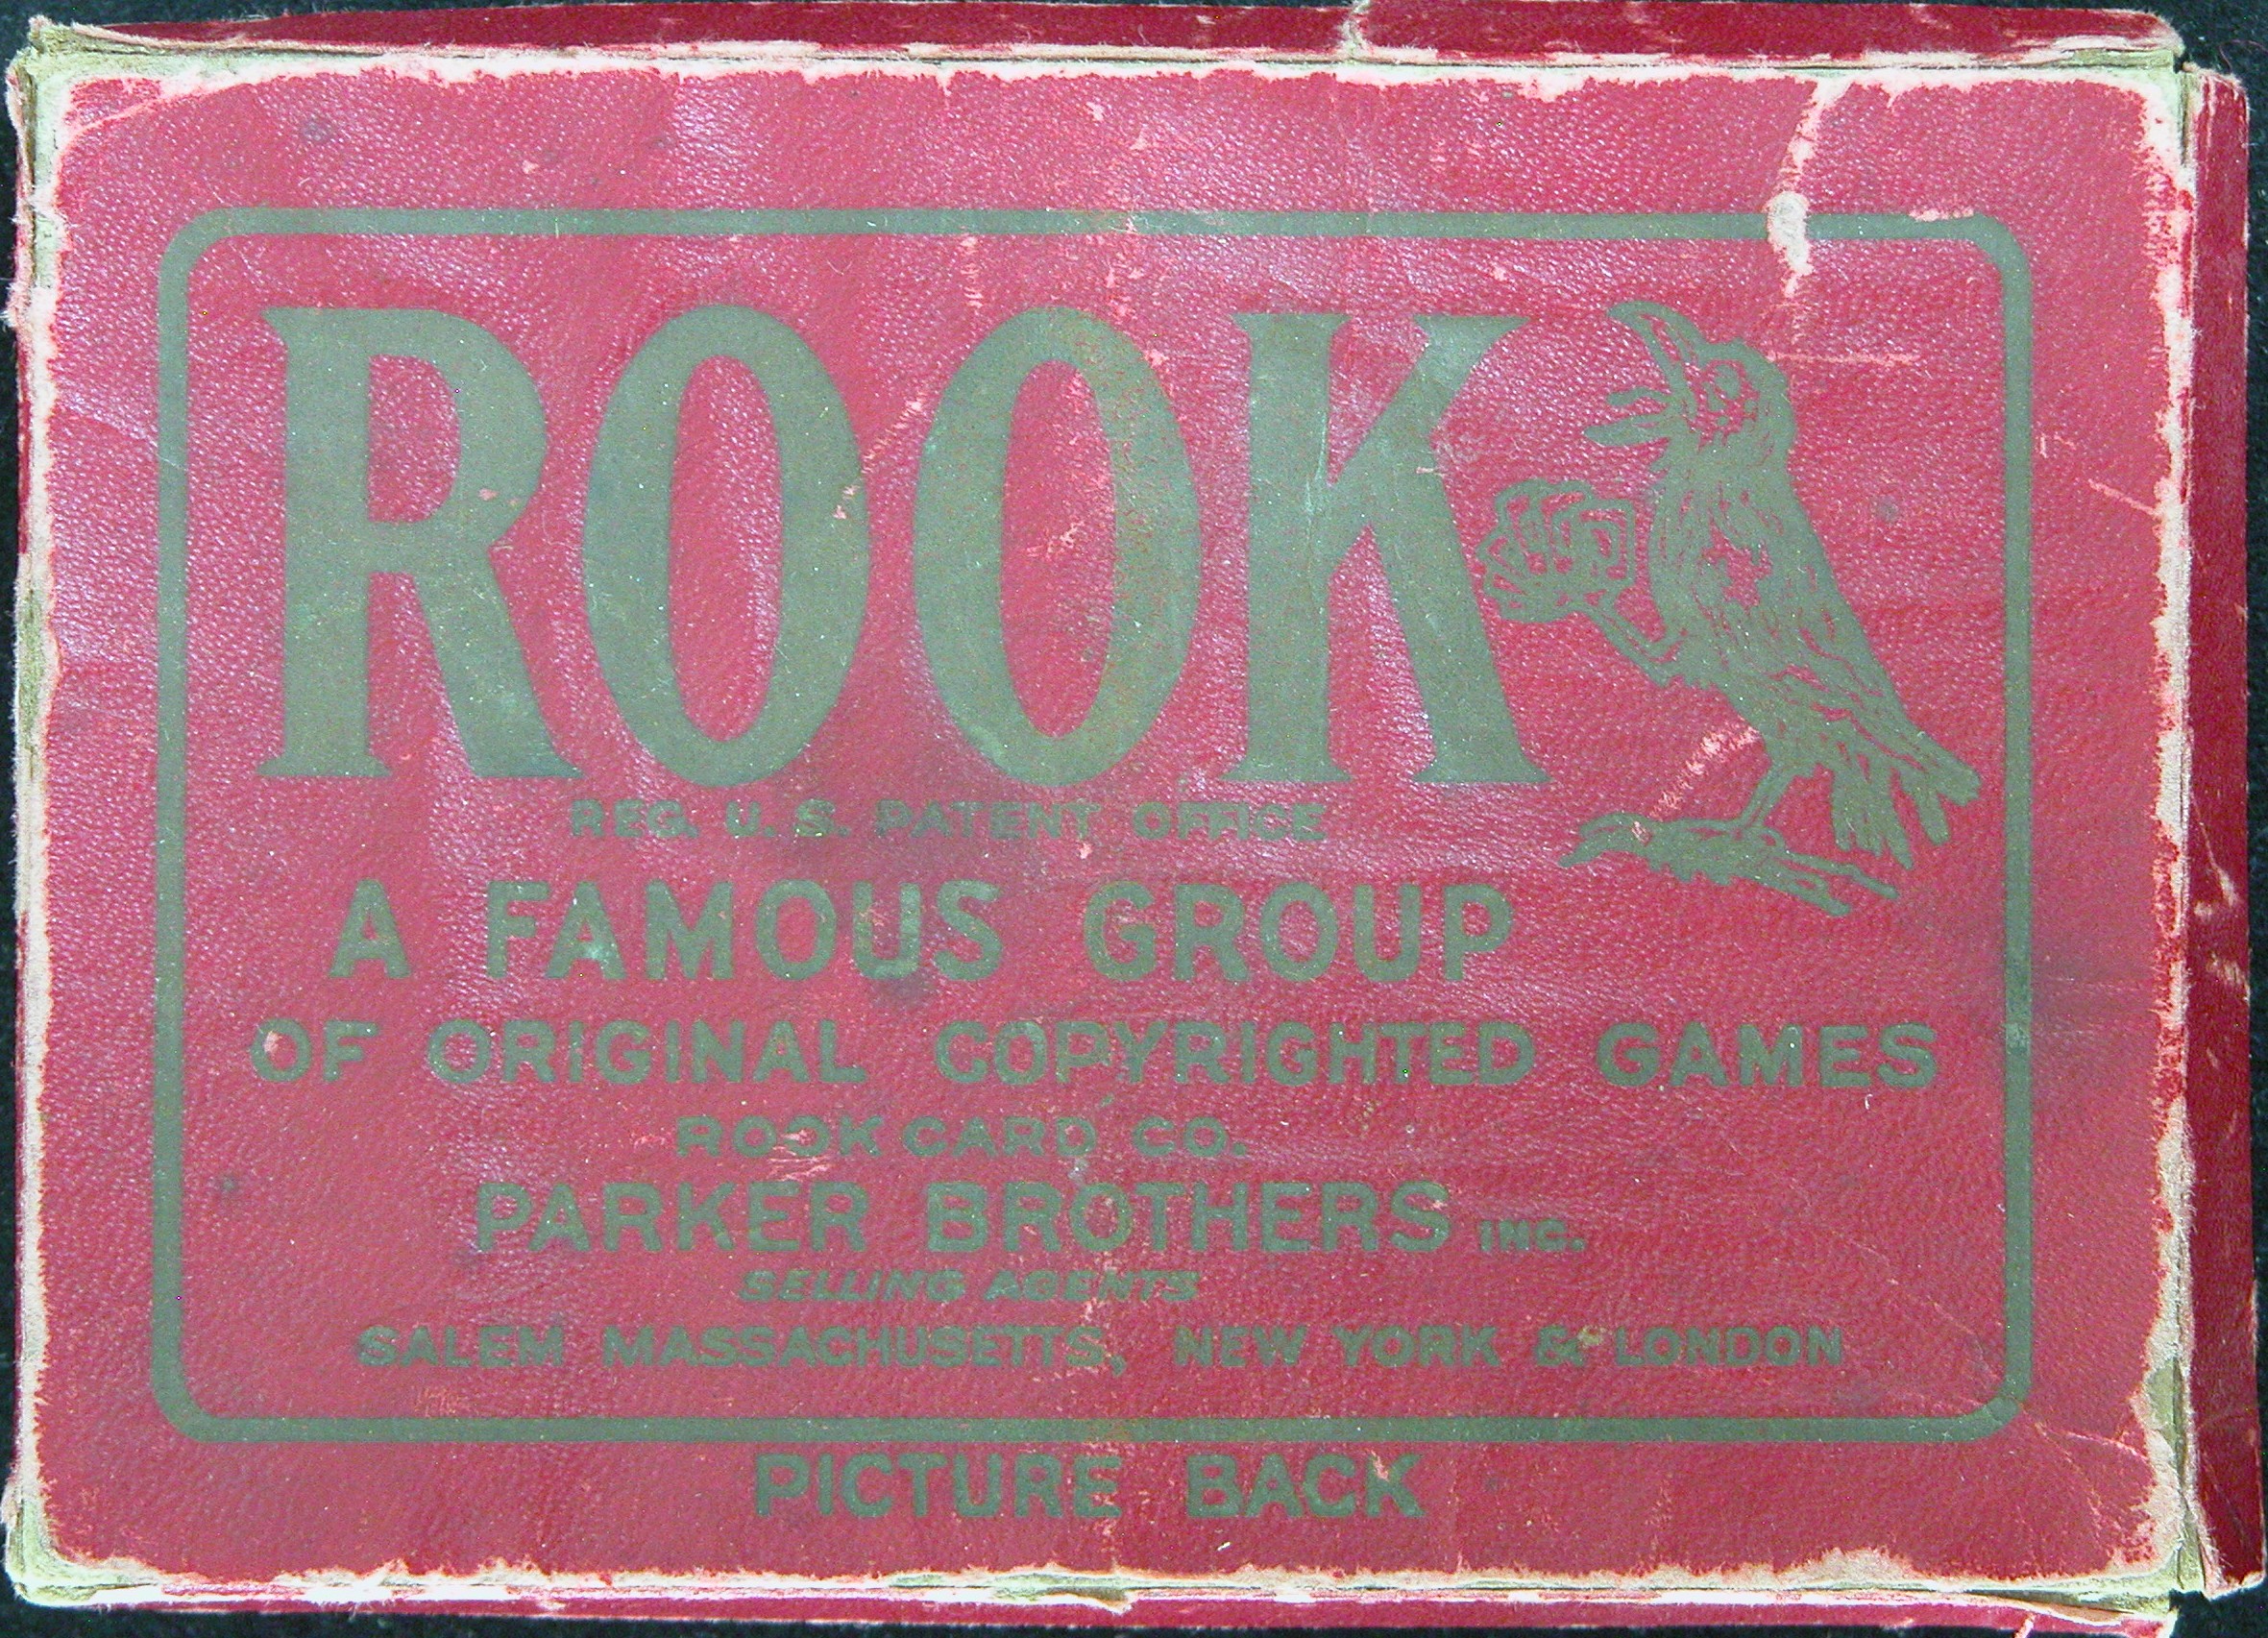 ROOK
REG. U. S. PATENT OFFICE
A FAMOUS GROUP
OF ORIGINAL COPYRIGHTED GAMES
ROOK CARD CO.
PARKER BROTHERS INC.
SELLING AGENTS
SALEM MASSACHUSETTS, NEW YORK & LONDON
PICTURE BACK